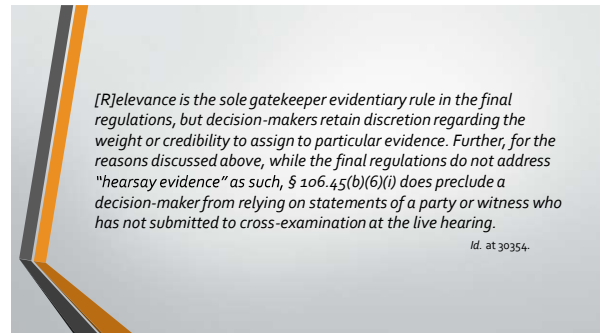 [R]elevance is the sole gatekeeper evidentiary rule in the final
regulations, but decision-makers retain discretion regarding the
weight or credibility to assign to particular evidence. Further, for the
reasons discussed above, while the final regulations do not address
“hearsay evidence” as such, § 106.45(b)(6)(i) does preclude a
decision-maker from relying on statements of a party or witness who
has not submitted to cross-examination at the live hearing.
Id. at 30354.